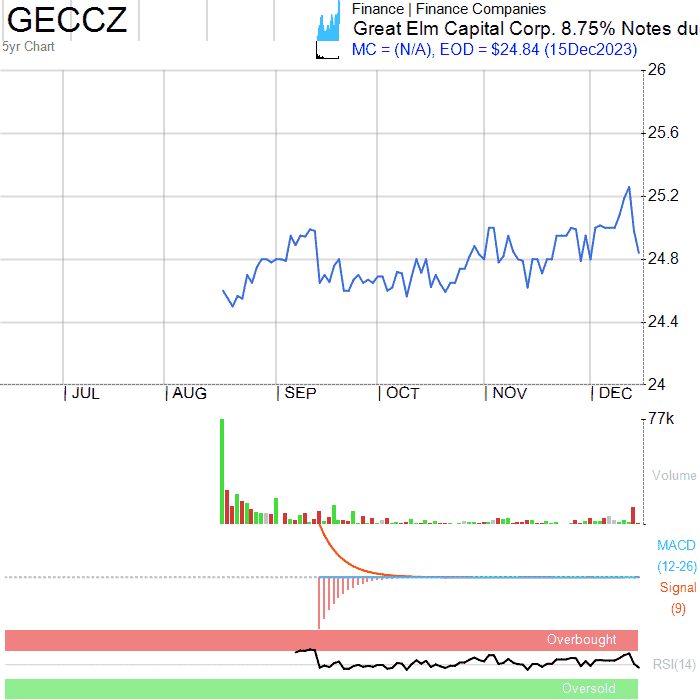 GECCZ
5yr Chart
Finance | Finance Companies
Great Elm Capital Corp. 8.75% Notes du
MC = (N/A), EOD = $24.84 (15Dec2023)
26
25.6
25.2
24.8
24.4
24
| JUL | AUG | SEP | OCT | NOV | DEC
77k
Volume
MACD
(12-26)
Signal
(9)
Overbought
RSI(14)
Oversold